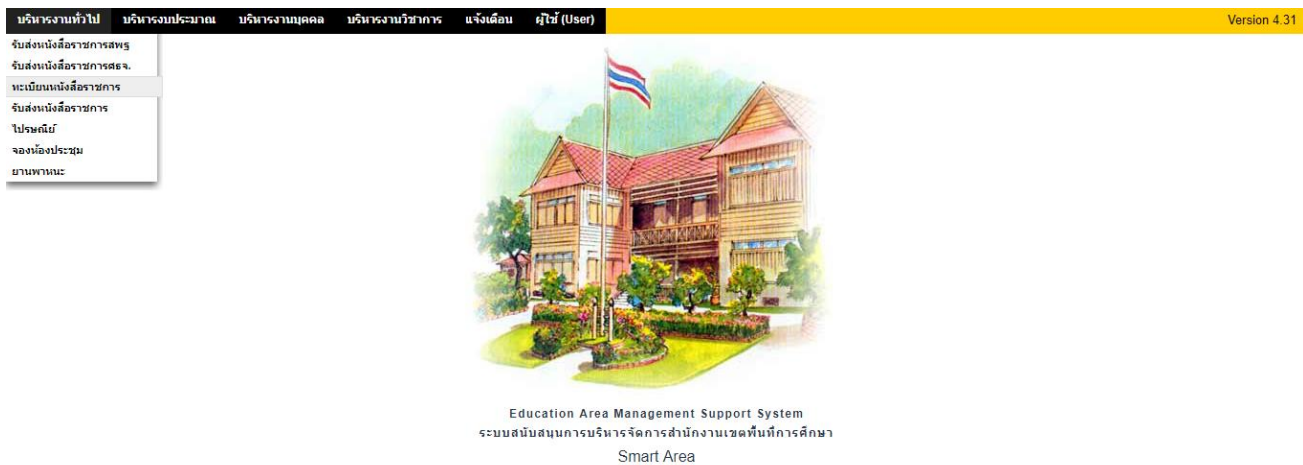 บริหารงานทั่วไป บริหารงบประมาณ บริหารงานบุคคล บริหารงานวิชาการ แจ้งเตือน ผู้ใช้ (User) Version 4.31
รับส่งหนังสือราชการสพฐ
รับส่งหนังสือราชการศธจ.
ทะเบียนหนังสือราชการ
รับส่งหนังสือราชการ
ไปรษณีย์
จองห้องประชุม
ยานพาหนะ
Education Area Management Support System
ระบบสนับสนุนการบริหารจัดการสำนักงานเขตพื้นที่การศึกษา
Smart Area